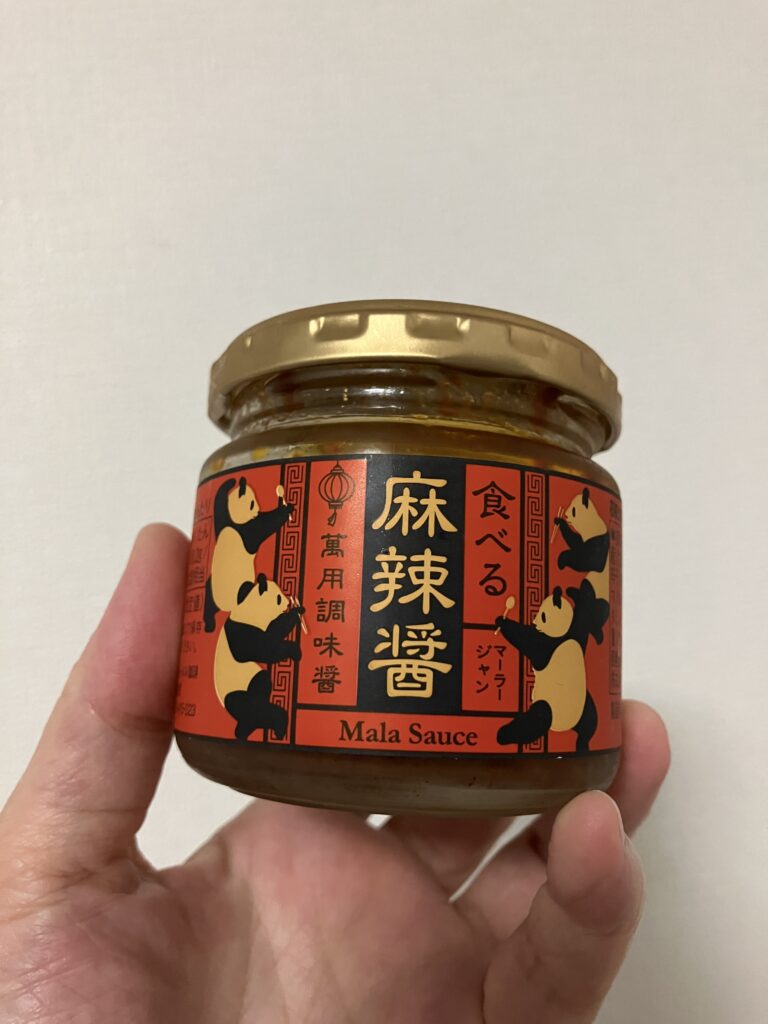 食べる
麻辣醤
マーラー
ジャン
萬用調味醤
Mala Sauce